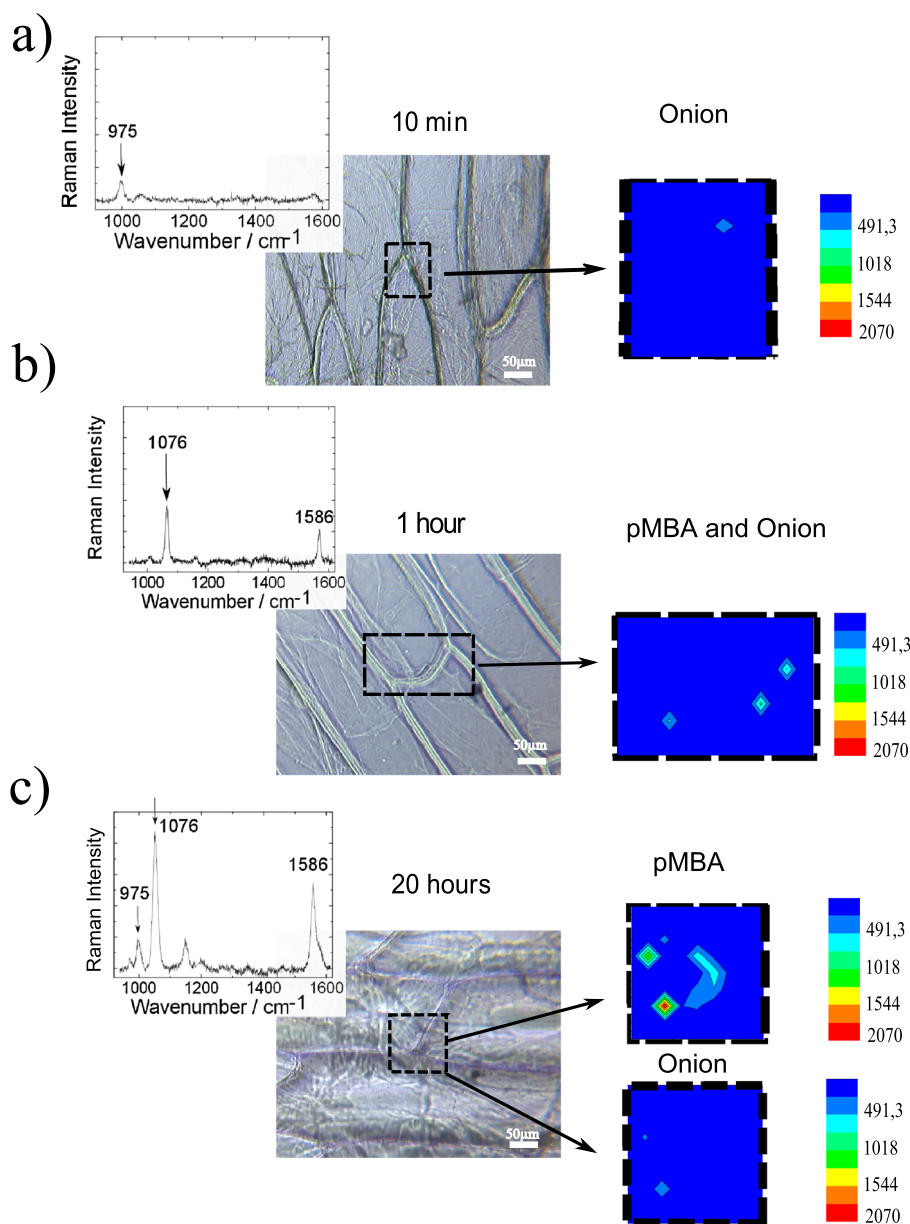 a)
Raman Intensity
975
1000 1200 1400 1600
Wavenumber / cm-1
10 min
50μm
Onion
491,3
1018
1544
2070
b)
Raman Intensity
1076
1586
1000 1200 1400 1600
Wavenumber / cm-1
1 hour
50μm
pMBA and Onion
491,3
1018
1544
2070
c)
Raman Intensity
975
1076
1586
1000 1200 1400 1600
Wavenumber / cm-1
20 hours
50μm
pMBA
491,3
1018
1544
2070
Onion
491,3
1018
1544
2070